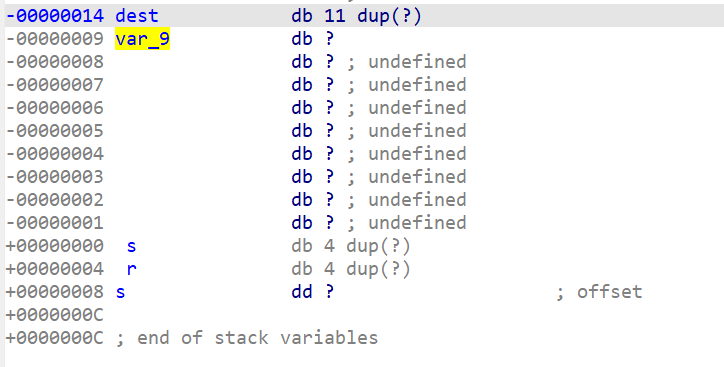 -00000014 dest db 11 dup(?)
-00000009 var_9 db ?
-00000008 db ? ; undefined
-00000007 db ? ; undefined
-00000006 db ? ; undefined
-00000005 db ? ; undefined
-00000004 db ? ; undefined
-00000003 db ? ; undefined
-00000002 db ? ; undefined
-00000001 db ? ; undefined
+00000000 s db 4 dup(?)
+00000004 r db 4 dup(?)
+00000008 s dd ? ; offset
+0000000C
+0000000C ; end of stack variables